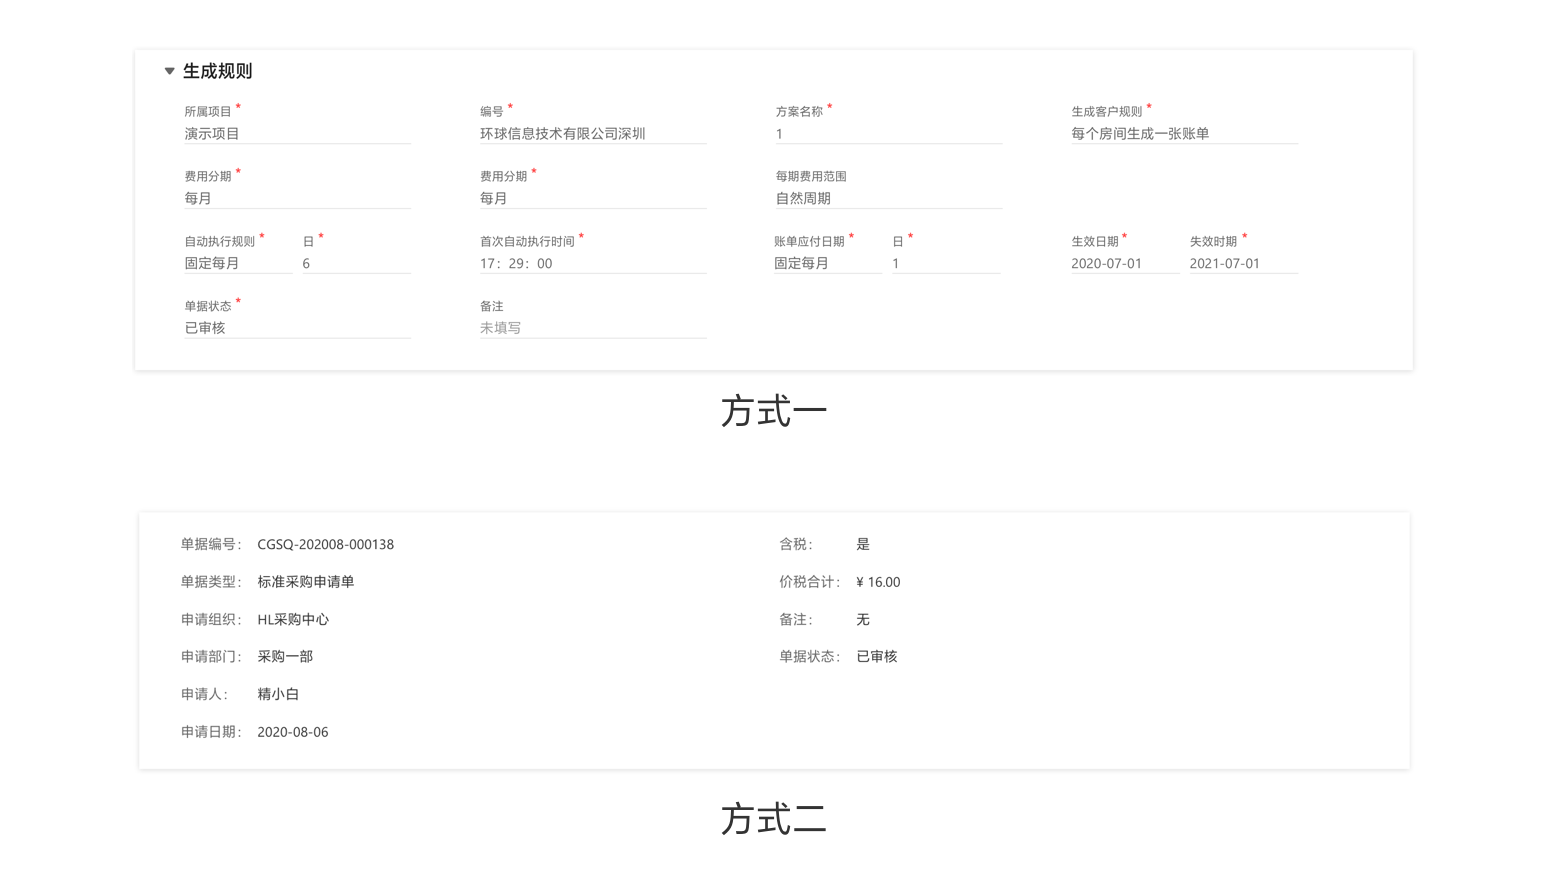 生成规则
所属项目 * 编号 * 方案名称 * 生成客户规则 *
演示项目 环球信息技术有限公司深圳 1 每个房间生成一张账单
费用分期 * 费用分期 * 每期费用范围
每月 每月 自然周期
自动执行规则 * 日 * 首次自动执行时间 * 账单应付日期 * 日 * 生效日期 * 失效时期 *
固定每月 6 17：29：00 固定每月 1 2020-07-01 2021-07-01
单据状态 * 备注
已审核 未填写
方式一
单据编号： CGSQ-202008-000138 含税： 是
单据类型： 标准采购申请单 价税合计： ¥ 16.00
申请组织： HL采购中心 备注： 无
申请部门： 采购一部 单据状态： 已审核
申请人： 精小白
申请日期： 2020-08-06
方式二